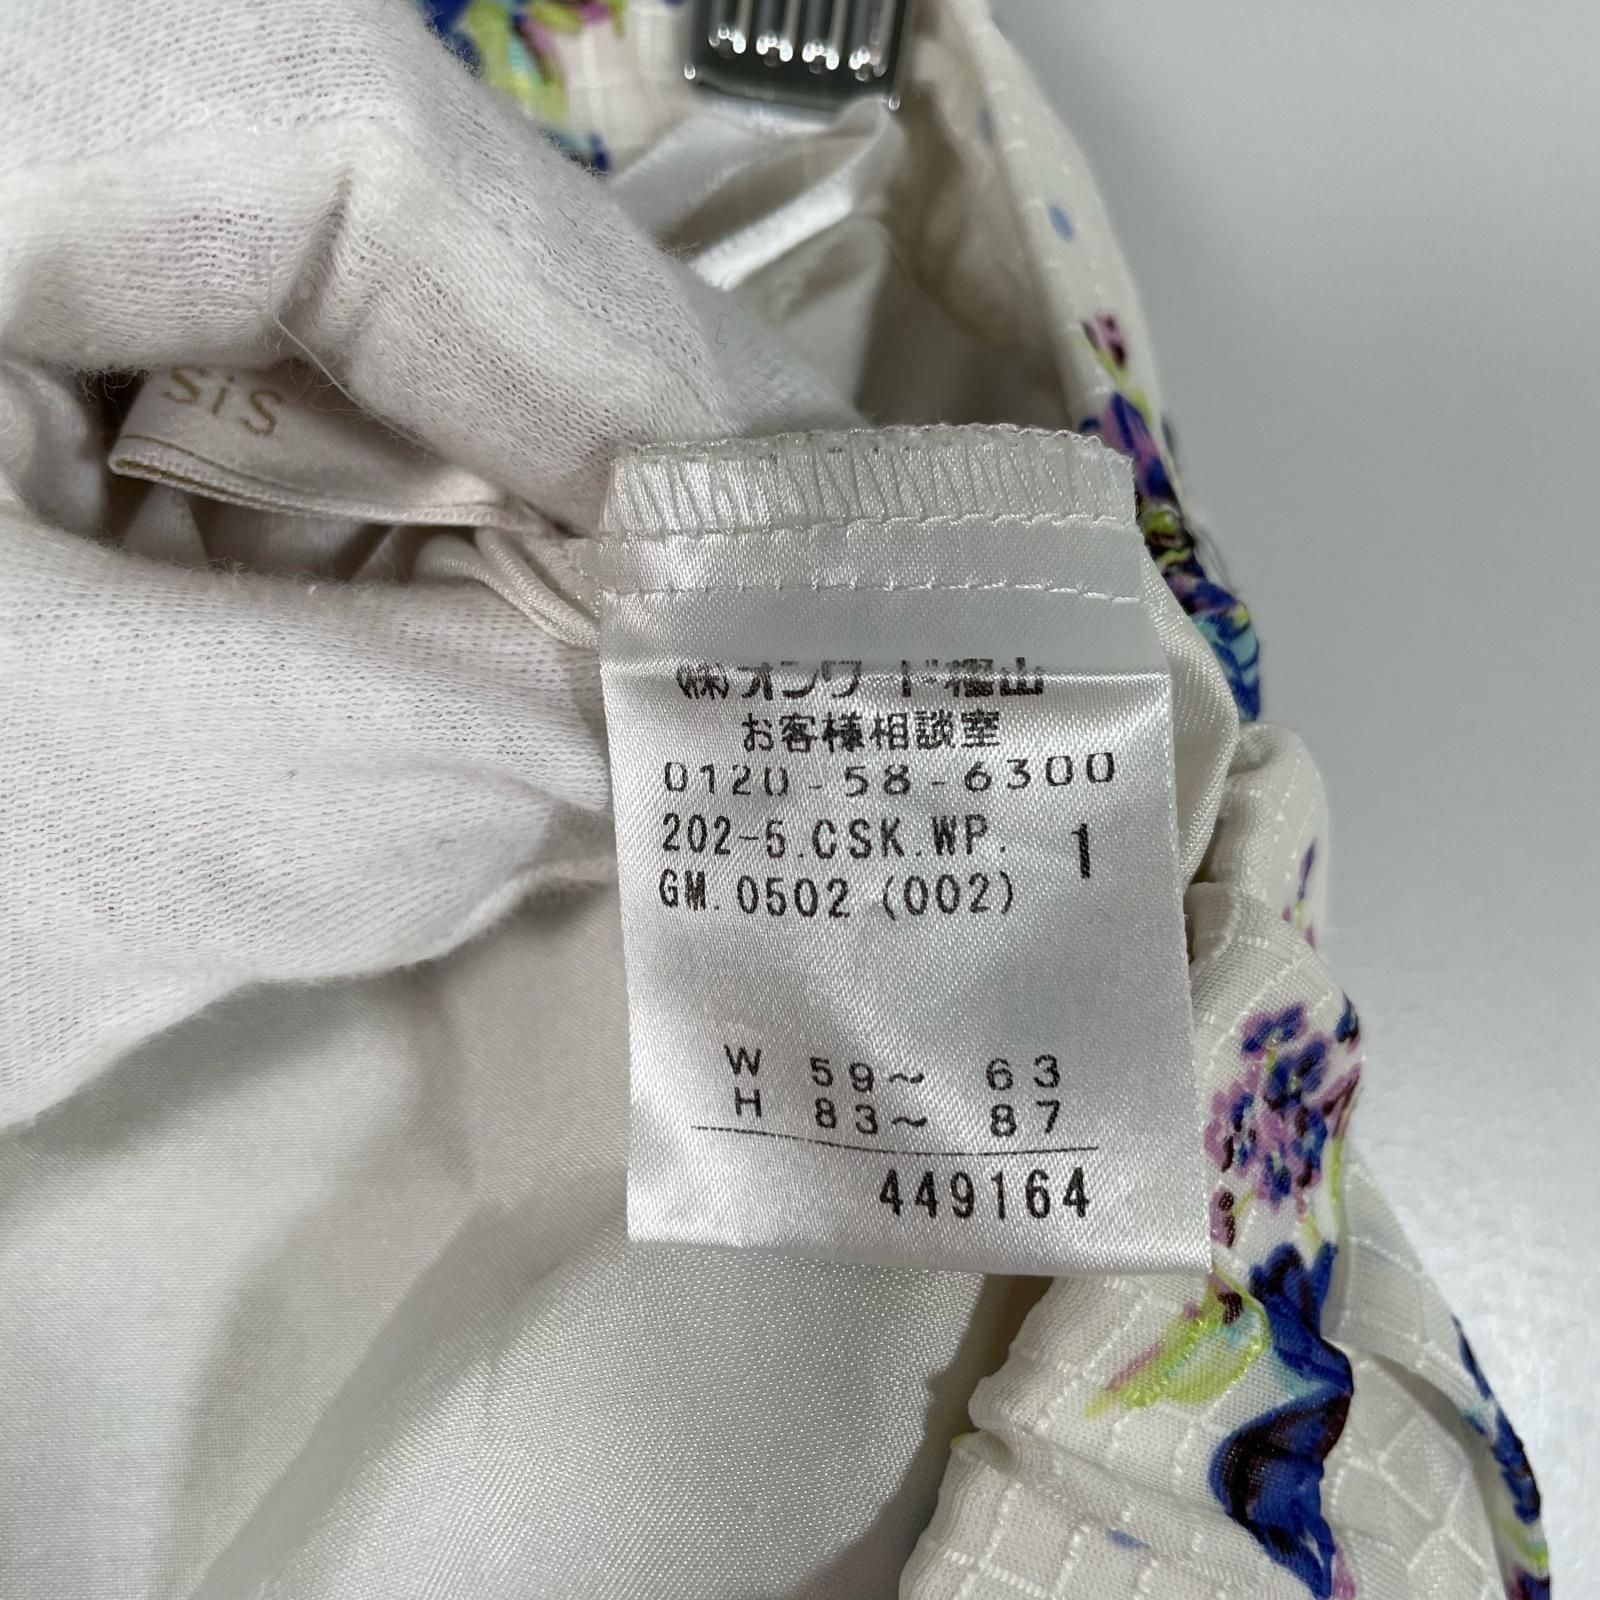 SiS
㈱オンワード樫山
お客様相談室
0120-58-6300
202-5.CSK.WP. 1
GM.0502 (002)
W 59～ 63
H 83～ 87
449164